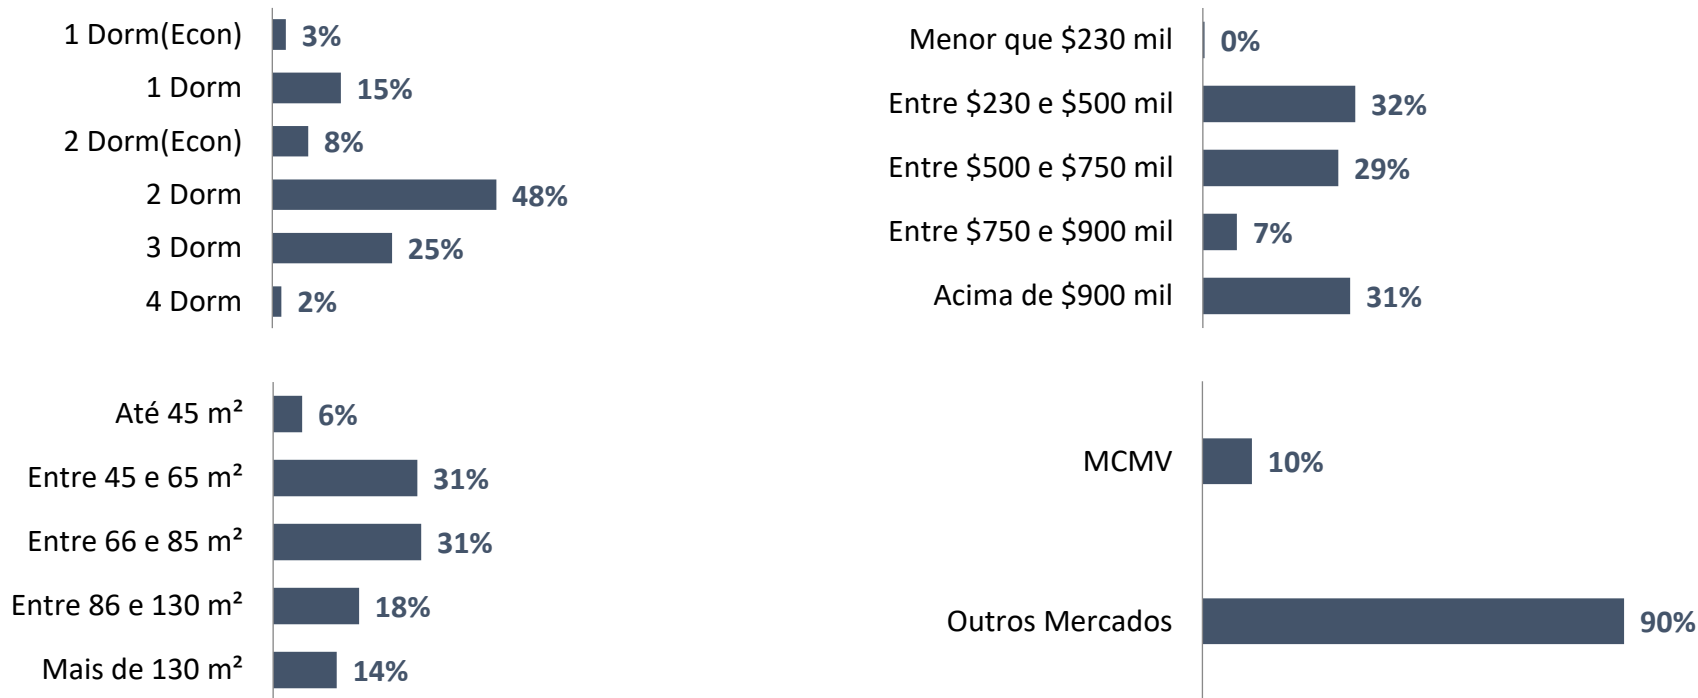 1 Dorm(Econ) 3%
1 Dorm 15%
2 Dorm(Econ) 8%
2 Dorm 48%
3 Dorm 25%
4 Dorm 2%
Menor que $230 mil 0%
Entre $230 e $500 mil 32%
Entre $500 e $750 mil 29%
Entre $750 e $900 mil 7%
Acima de $900 mil 31%
Até 45 m² 6%
Entre 45 e 65 m² 31%
Entre 66 e 85 m² 31%
Entre 86 e 130 m² 18%
Mais de 130 m² 14%
MCMV 10%
Outros Mercados 90%